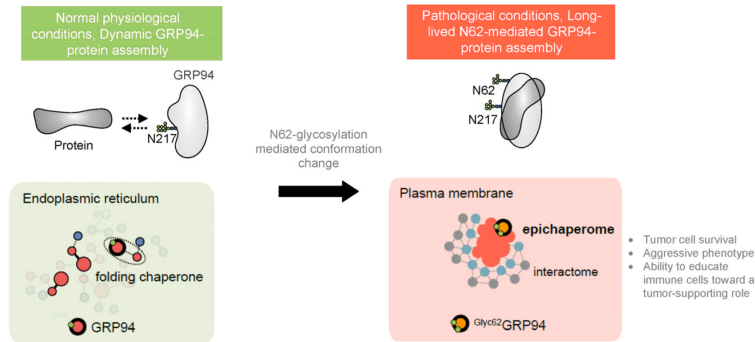 Normal physiological
conditions, Dynamic GRP94-
protein assembly
Pathological conditions, Long-
lived N62-mediated GRP94-
protein assembly
GRP94
N217
Protein
N62-glycosylation
mediated conformation
change
N62
N217
Endoplasmic reticulum
folding chaperone
GRP94
Plasma membrane
epichaperome
interactome
Glyc62GRP94
• Tumor cell survival
• Aggressive phenotype
• Ability to educate
immune cells toward a
tumor-supporting role